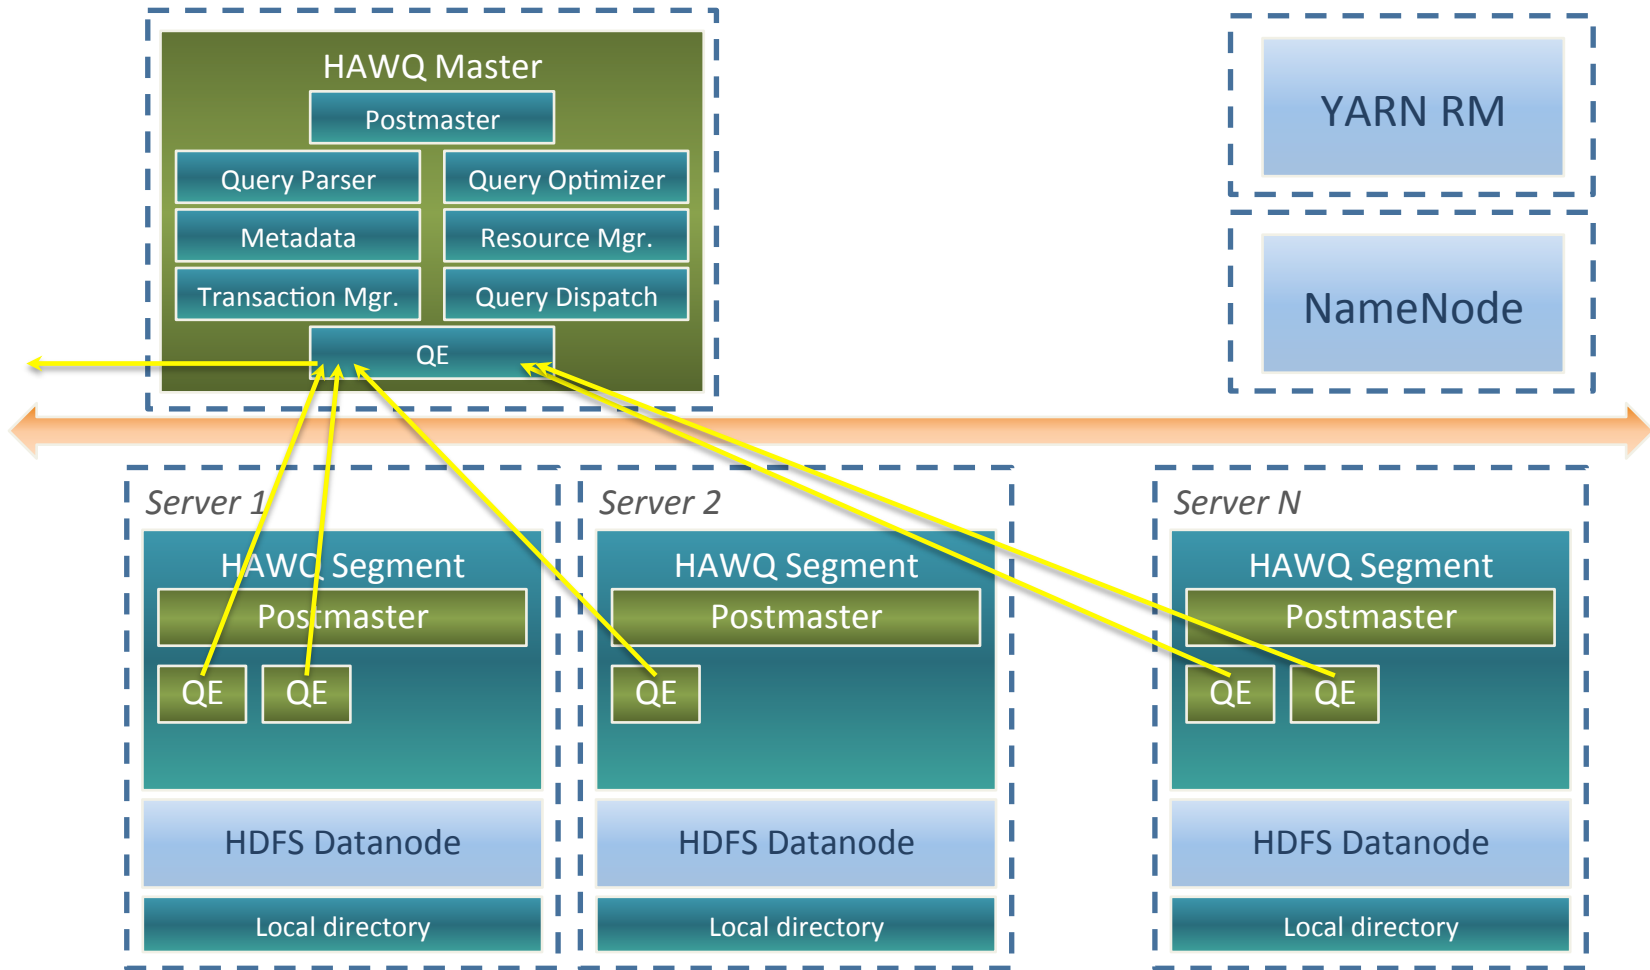 HAWQ Master
Postmaster
Query Parser
Query Optimizer
Metadata
Resource Mgr.
Transaction Mgr.
Query Dispatch
QE
YARN RM
NameNode
Server 1
HAWQ Segment
Postmaster
QE
QE
HDFS Datanode
Local directory
Server 2
HAWQ Segment
Postmaster
QE
HDFS Datanode
Local directory
Server N
HAWQ Segment
Postmaster
QE
QE
HDFS Datanode
Local directory